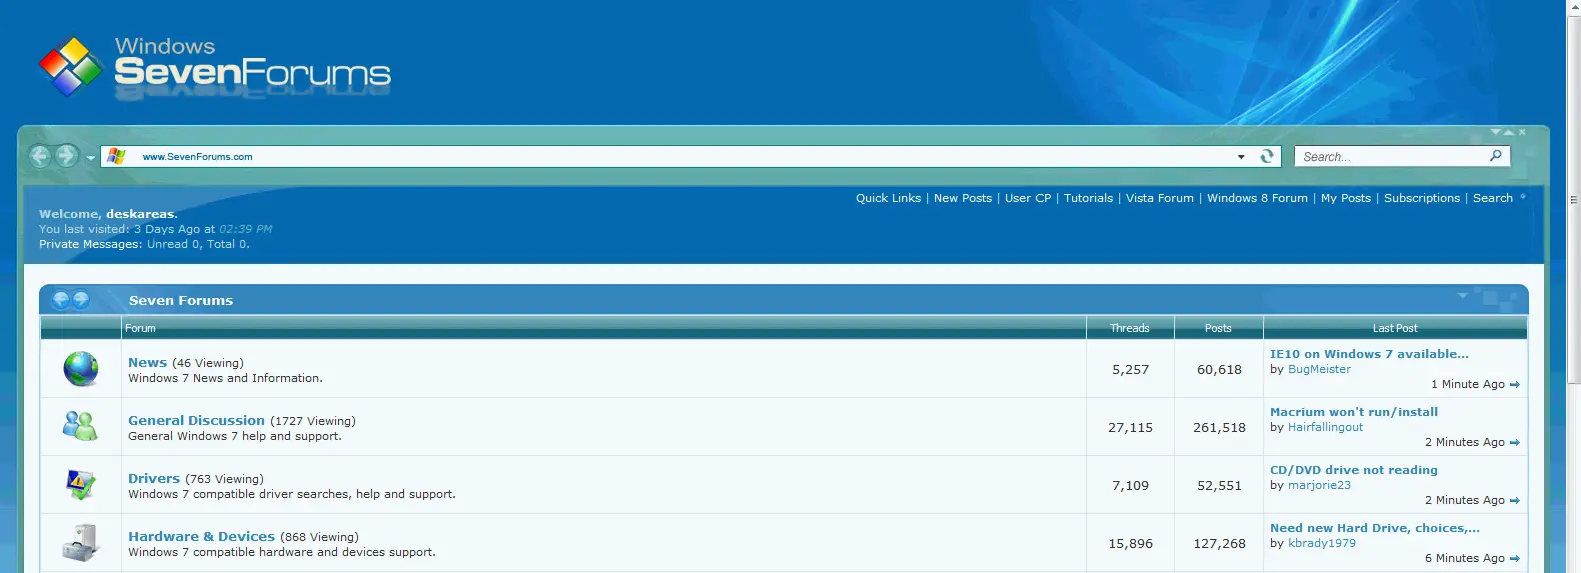 Windows
SevenForums
www.SevenForums.com
Search...
Quick Links | New Posts | User CP | Tutorials | Vista Forum | Windows 8 Forum | My Posts | Subscriptions | Search
Welcome, deskareas.
You last visited: 3 Days Ago at 02:39 PM
Private Messages: Unread 0, Total 0.
Seven Forums
Forum Threads Posts Last Post
News (46 Viewing)
Windows 7 News and Information.
5,257 60,618
IE10 on Windows 7 available...
by BugMeister
1 Minute Ago
General Discussion (1727 Viewing)
General Windows 7 help and support.
27,115 261,518
Macrium won't run/install
by Hairfallingout
2 Minutes Ago
Drivers (763 Viewing)
Windows 7 compatible driver searches, help and support.
7,109 52,551
CD/DVD drive not reading
by marjorie23
2 Minutes Ago
Hardware & Devices (868 Viewing)
Windows 7 compatible hardware and devices support.
15,896 127,268
Need new Hard Drive, choices,...
by kbrady1979
6 Minutes Ago